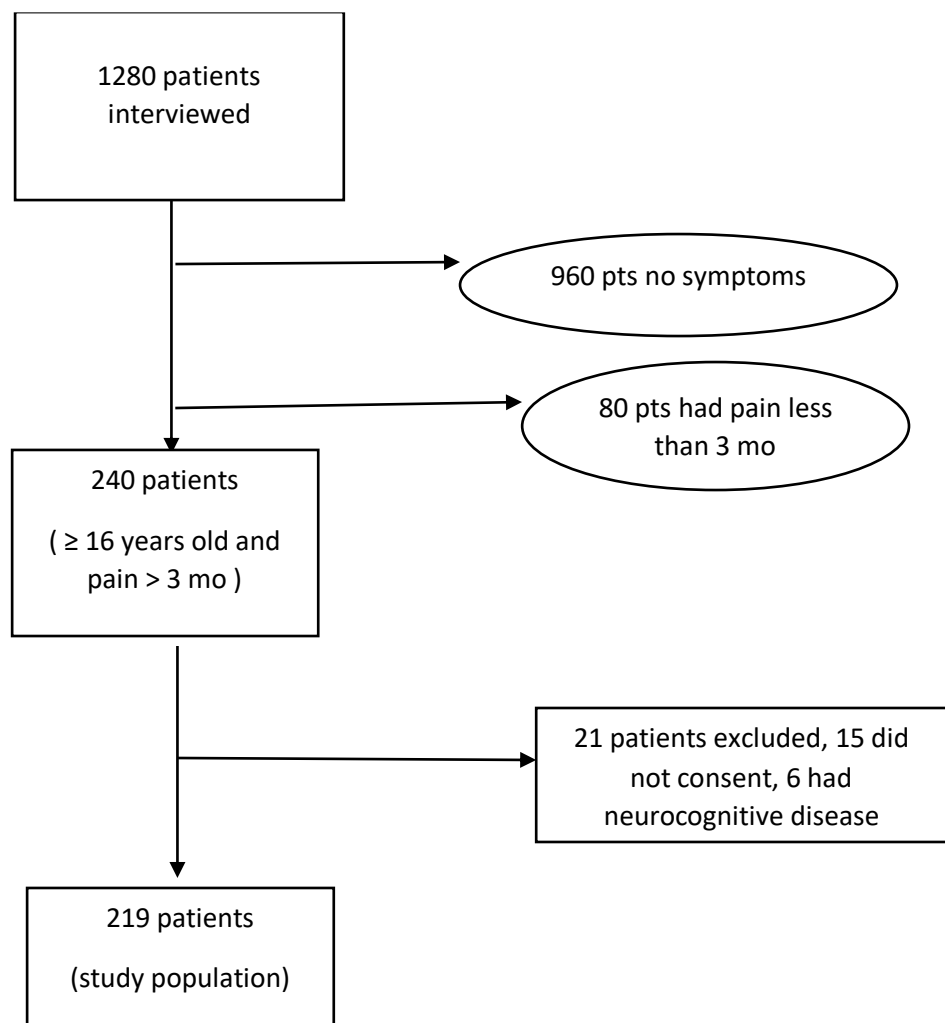 1280 patients
interviewed
960 pts no symptoms
80 pts had pain less
than 3 mo
240 patients
( ≥ 16 years old and
pain > 3 mo )
21 patients excluded, 15 did
not consent, 6 had
neurocognitive disease
219 patients
(study population)